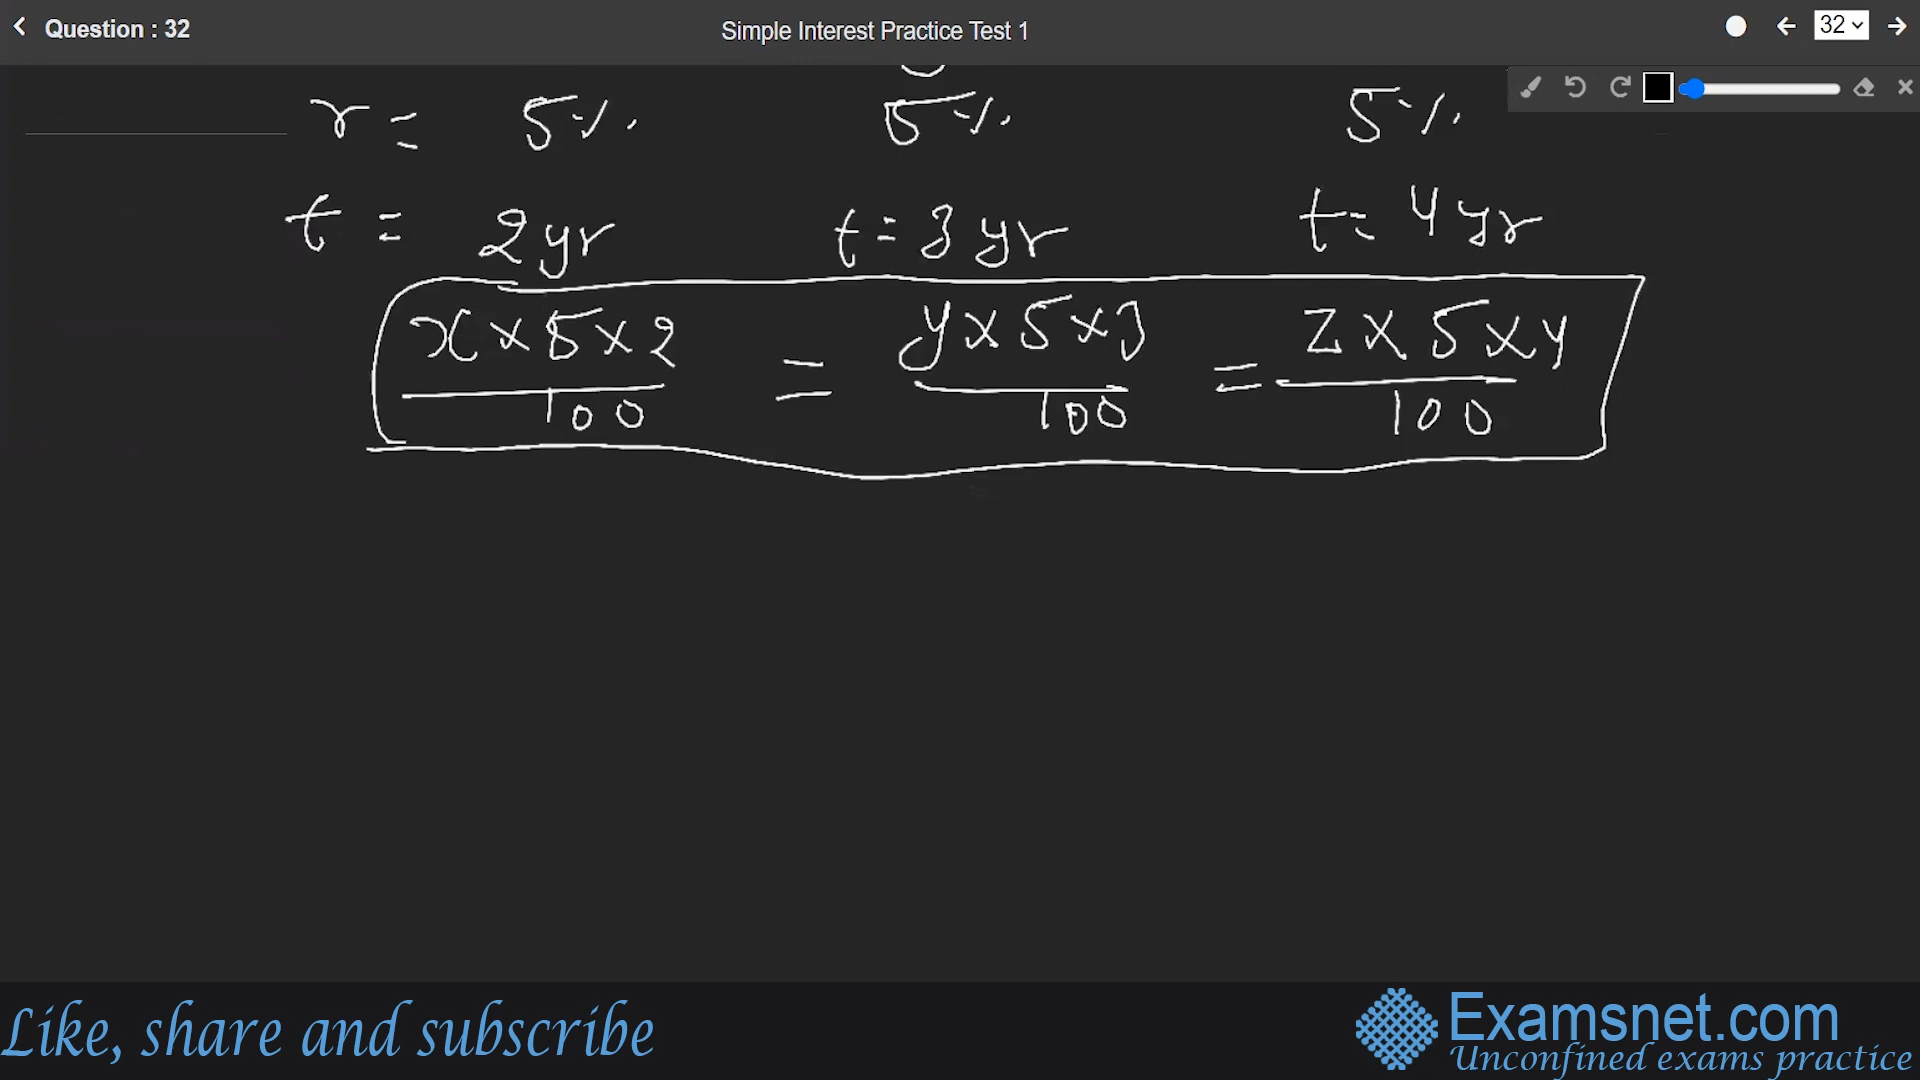 Question : 32
Simple Interest Practice Test 1
32
r = 5% 5% 5%
t = 2yr t = 3yr t = 4yr
x×5×2/100 = y×5×3/100 = z×5×4/100
Like, share and subscribe
Examsnet.com
Unconfined exams practice